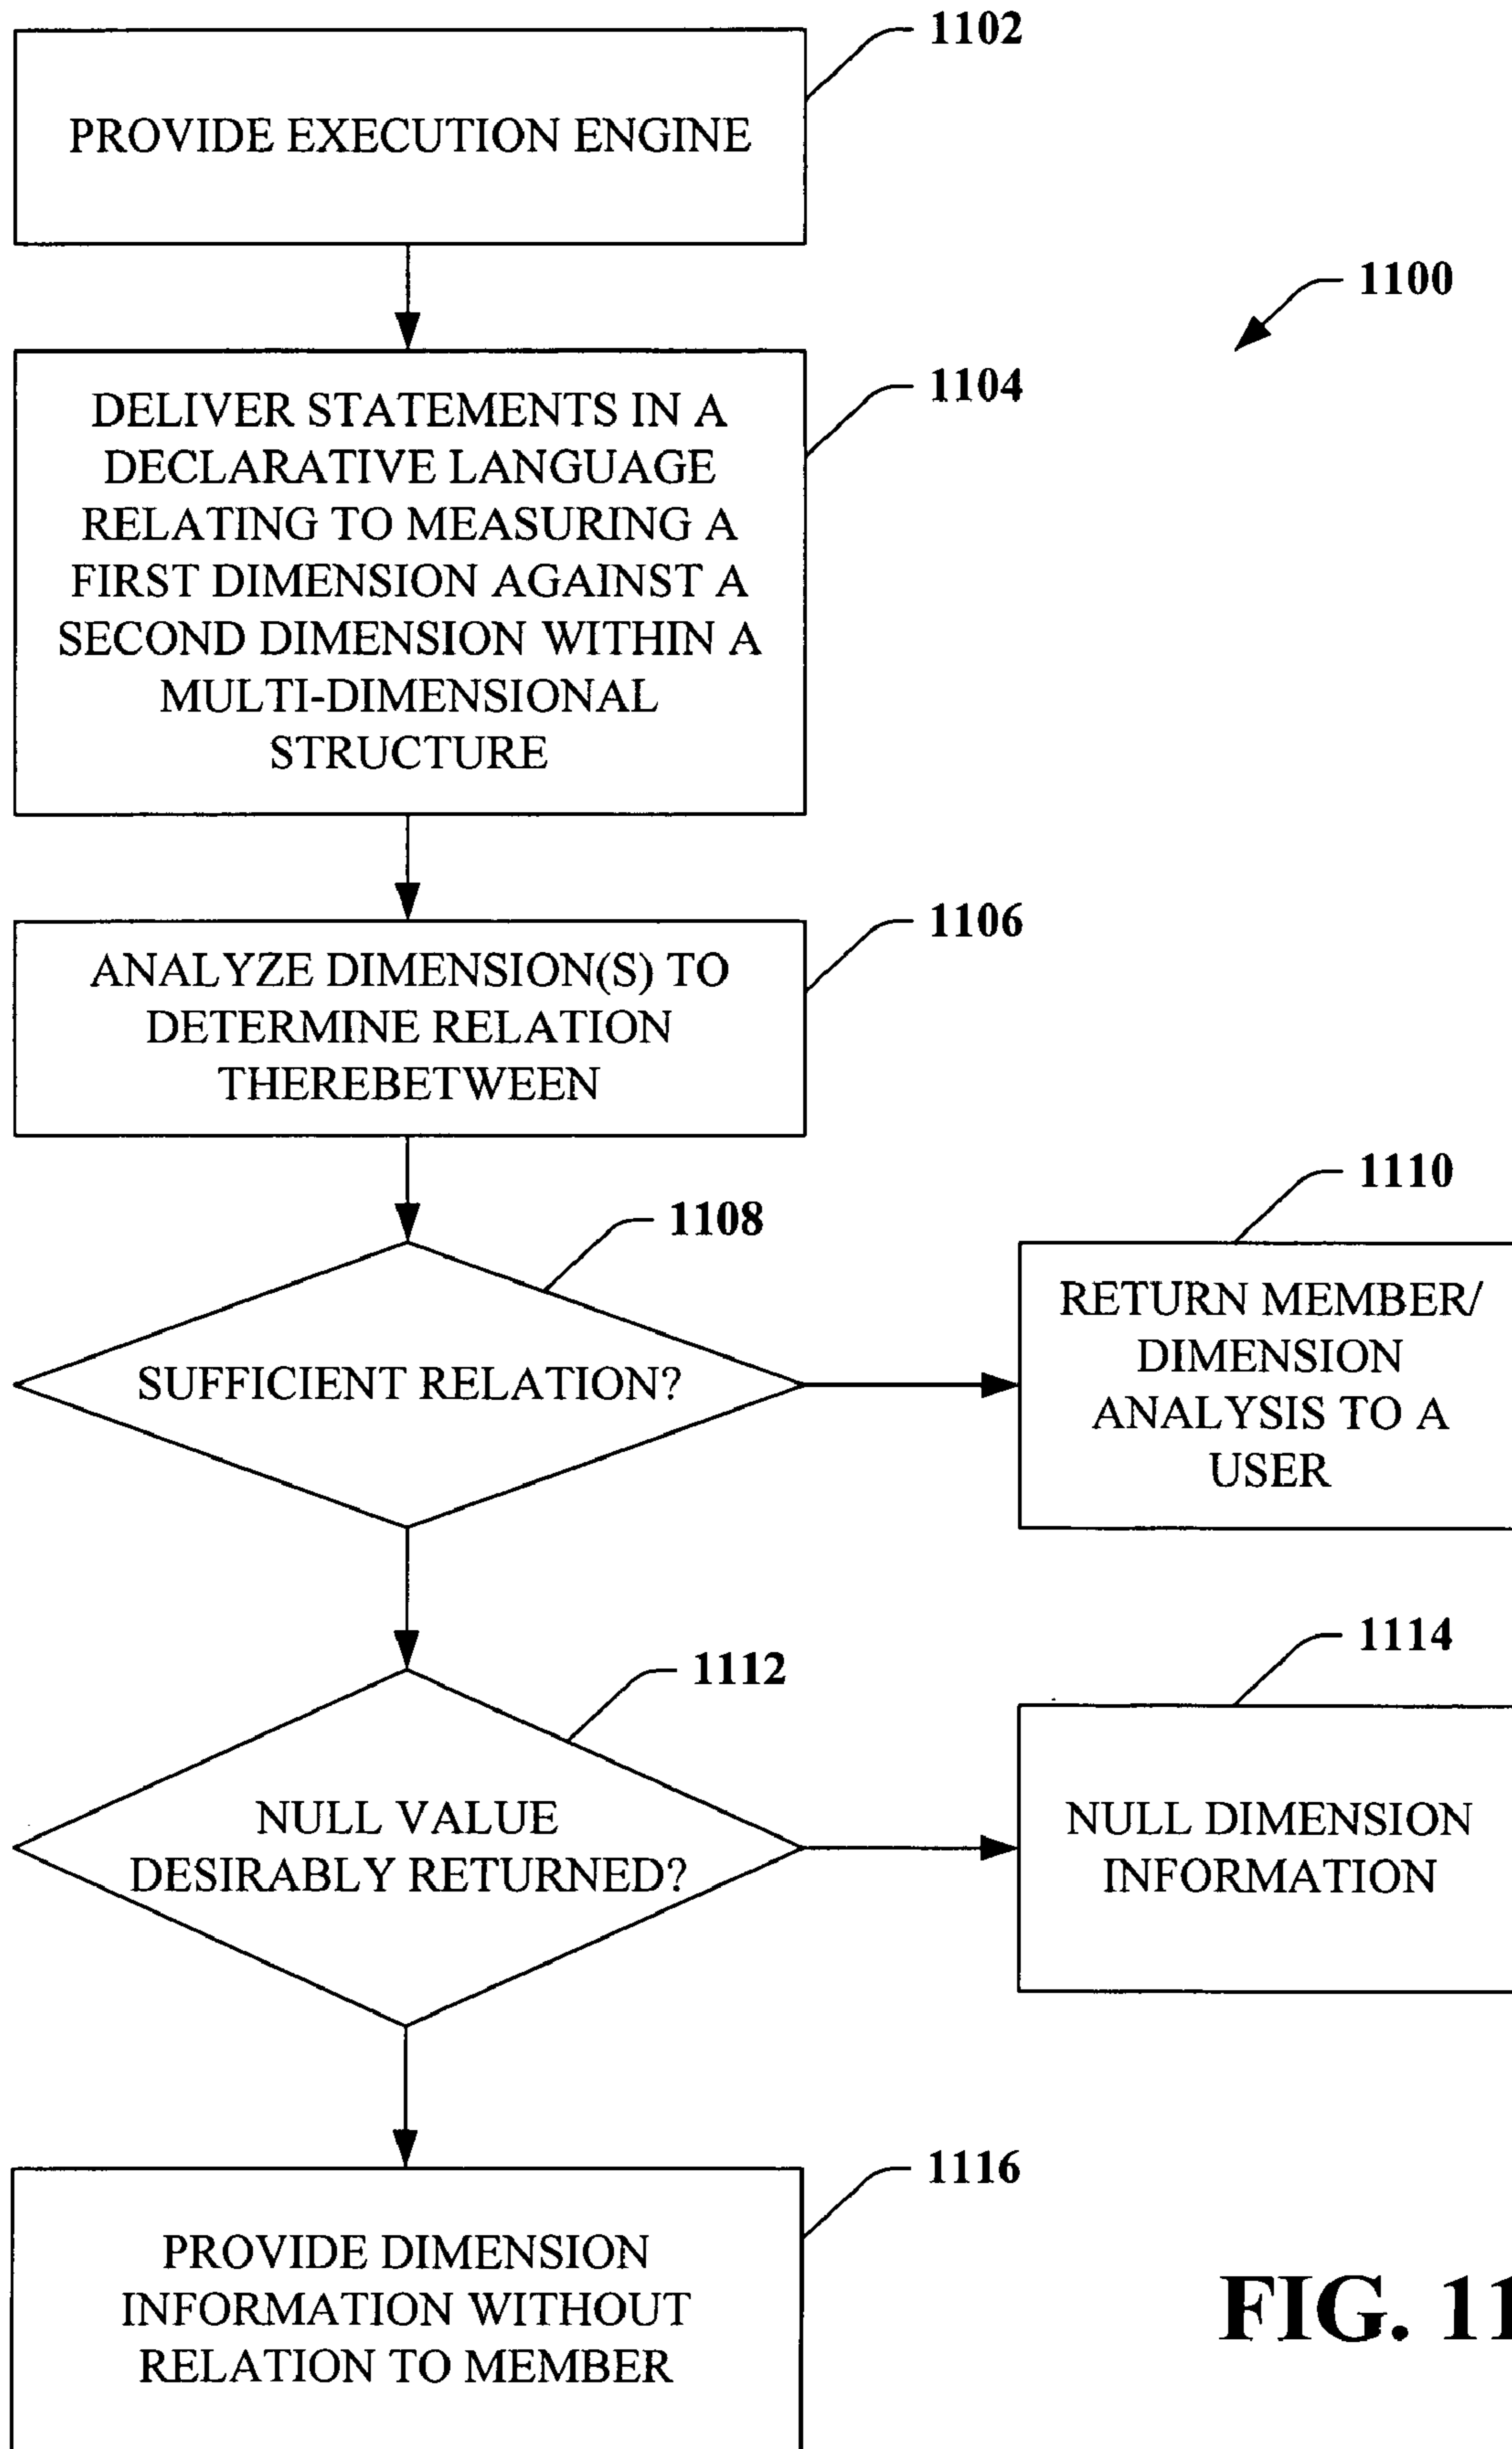 1102
PROVIDE EXECUTION ENGINE
1100
1104
DELIVER STATEMENTS IN A
DECLARATIVE LANGUAGE
RELATING TO MEASURING A
FIRST DIMENSION AGAINST A
SECOND DIMENSION WITHIN A
MULTI-DIMENSIONAL
STRUCTURE
1106
ANALYZE DIMENSION(S) TO
DETERMINE RELATION
THEREBETWEEN
1108
SUFFICIENT RELATION?
1110
RETURN MEMBER/
DIMENSION
ANALYSIS TO A
USER
1112
NULL VALUE
DESIRABLY RETURNED?
1114
NULL DIMENSION
INFORMATION
1116
PROVIDE DIMENSION
INFORMATION WITHOUT
RELATION TO MEMBER
FIG. 11